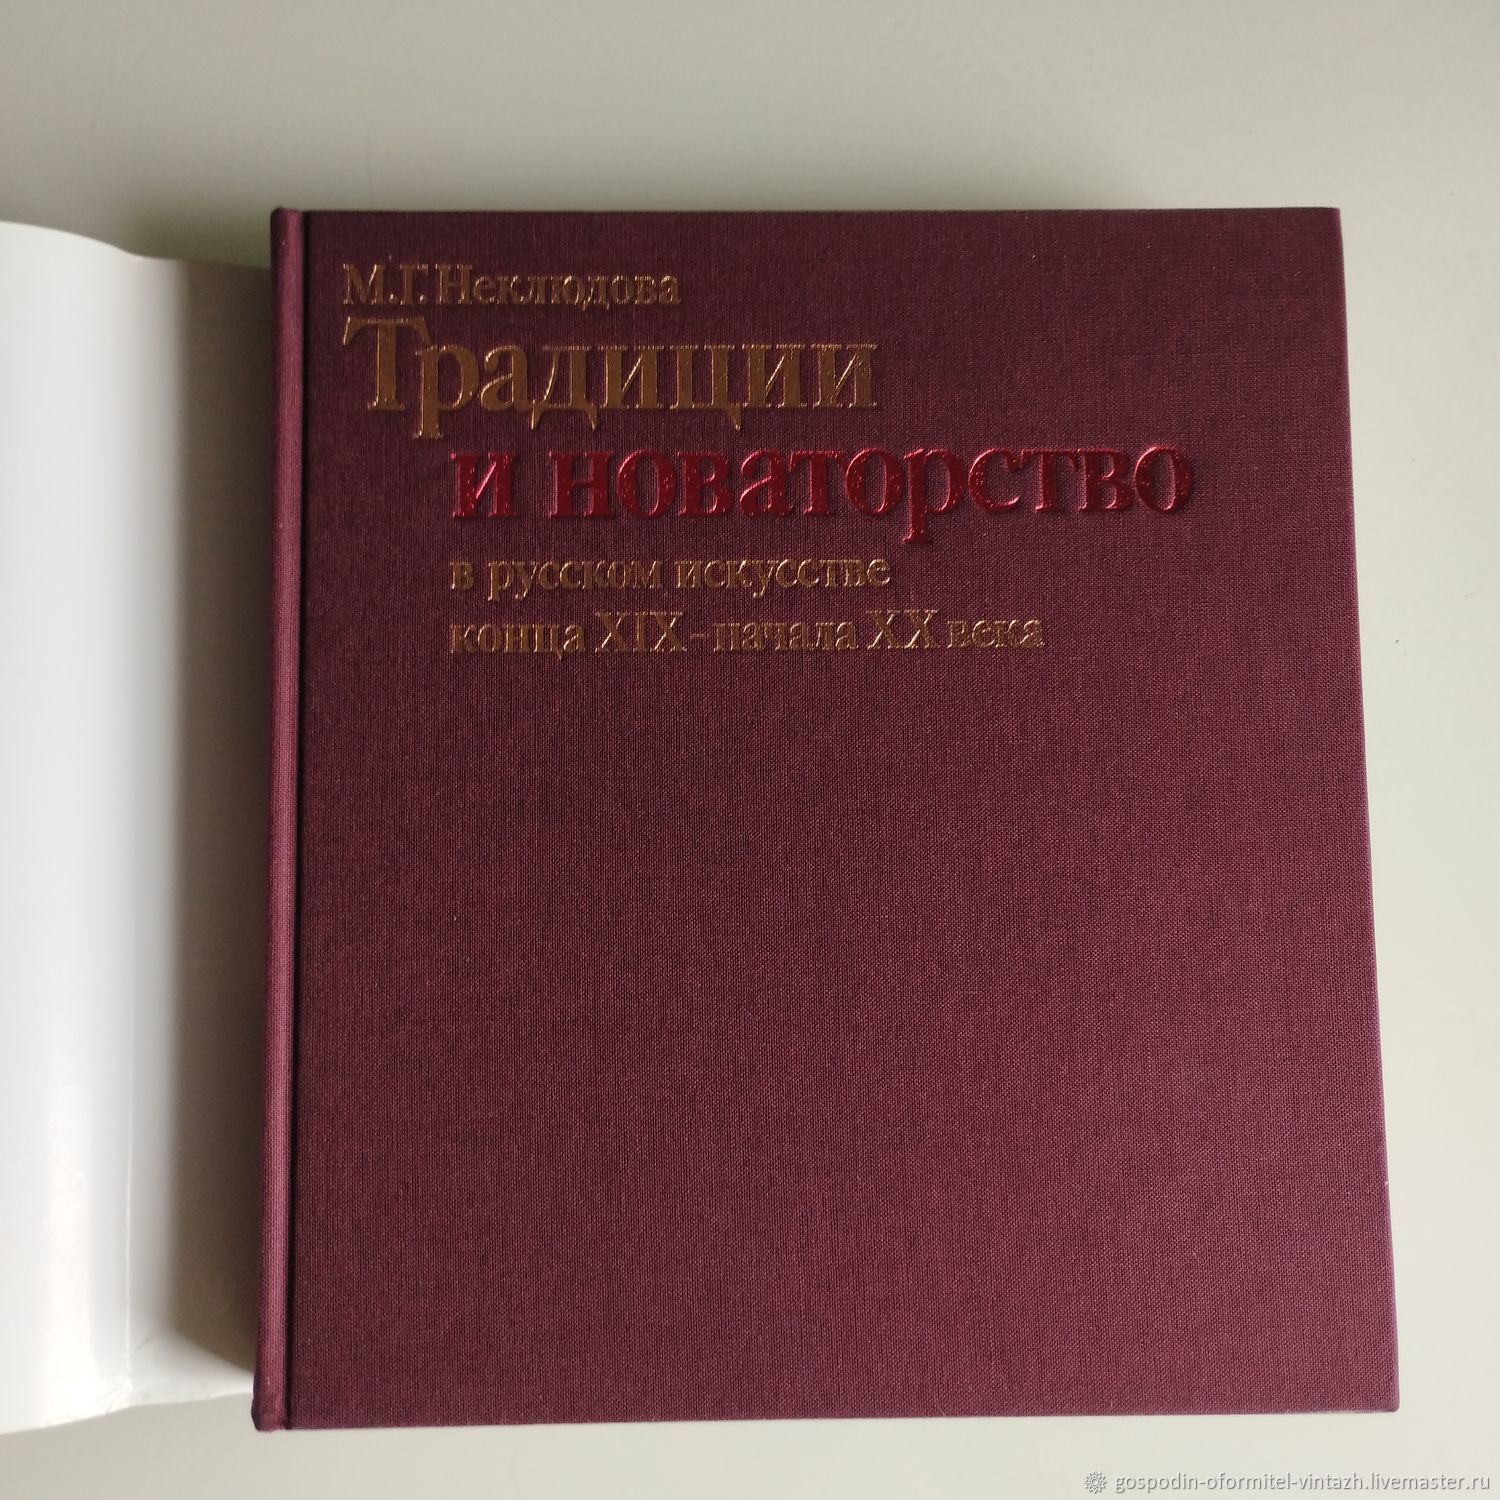 М.Г. Неклюдова
Традиции
и новаторство
в русском искусстве
конца XIX-начала XX века
gospodin-oformitel-vintazh.livemaster.ru